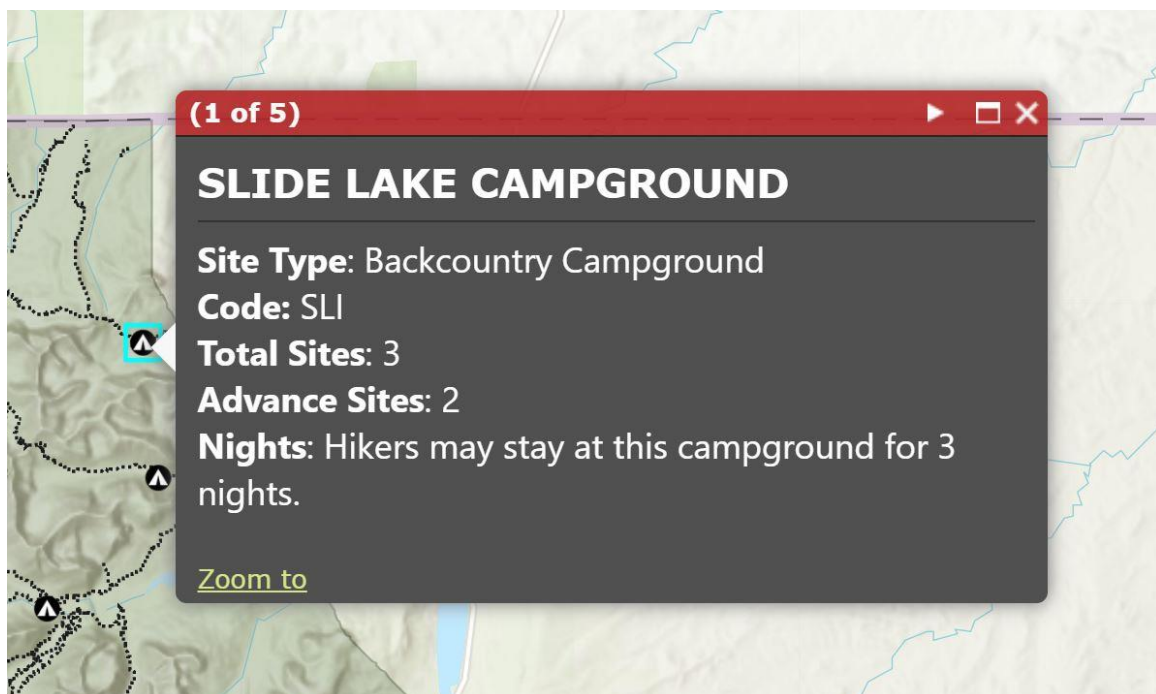 (1 of 5)
SLIDE LAKE CAMPGROUND
Site Type: Backcountry Campground
Code: SLI
Total Sites: 3
Advance Sites: 2
Nights: Hikers may stay at this campground for 3
nights.
Zoom to